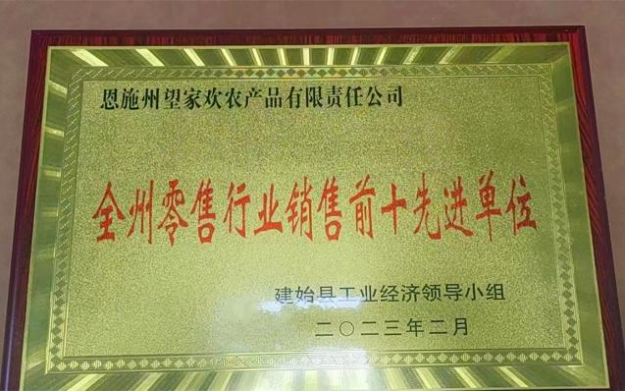 恩施州望家欢农产品有限责任公司
全州零售行业销售前十先进单位
建始县工业经济领导小组
二〇二三年二月